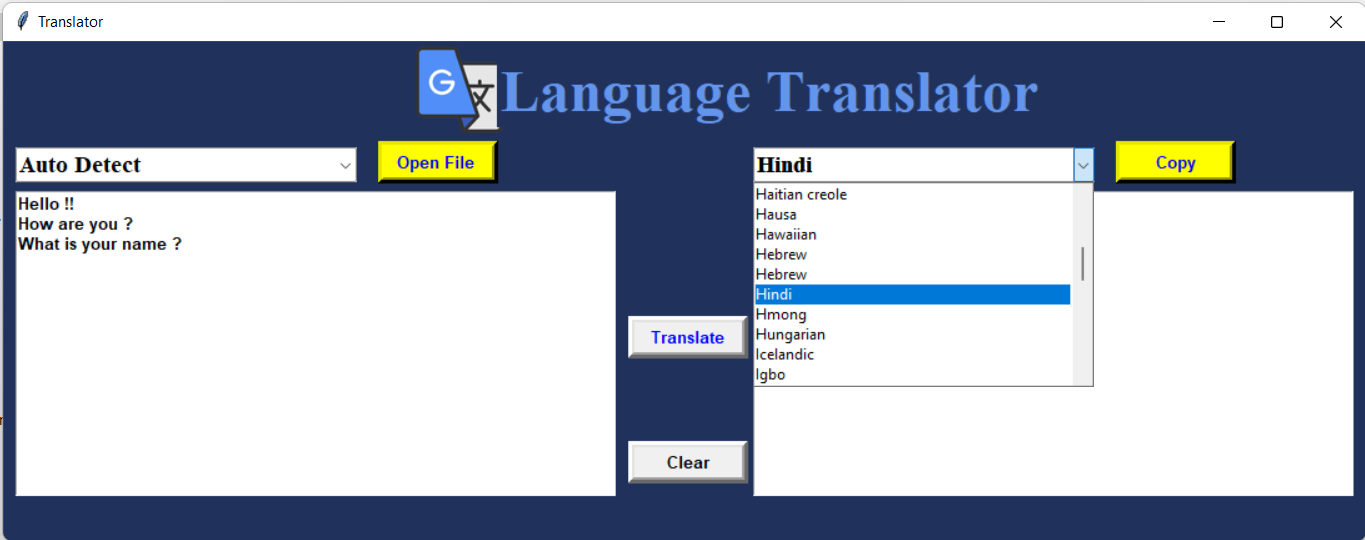 Translator
G 文
Language Translator
Auto Detect
Open File
Hindi
Copy
Hello !!
How are you ?
What is your name ?
Haitian creole
Hausa
Hawaiian
Hebrew
Hebrew
Hindi
Hmong
Hungarian
Icelandic
Igbo
Translate
Clear